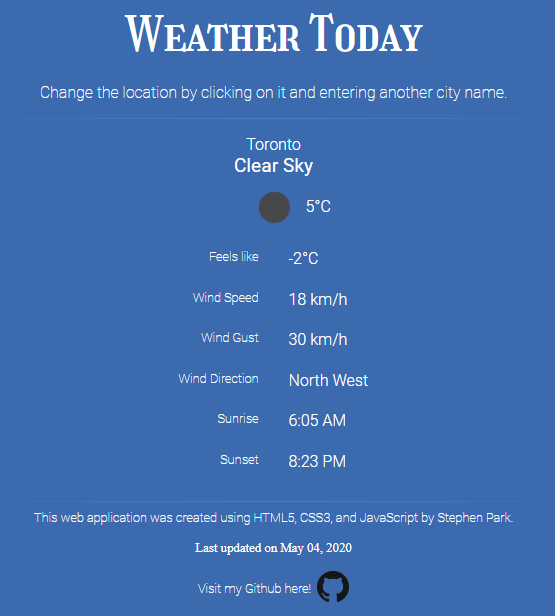 Weather Today
Change the location by clicking on it and entering another city name.
Toronto
Clear Sky
5°C
Feels like -2°C
Wind Speed 18 km/h
Wind Gust 30 km/h
Wind Direction North West
Sunrise 6:05 AM
Sunset 8:23 PM
This web application was created using HTML5, CSS3, and JavaScript by Stephen Park.
Last updated on May 04, 2020
Visit my Github here!